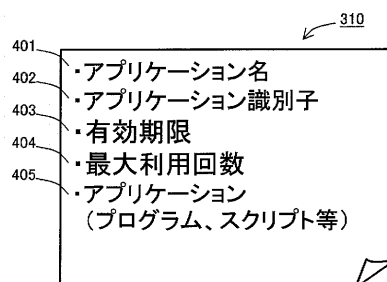 310
401 ・アプリケーション名
402 ・アプリケーション識別子
403 ・有効期限
404 ・最大利用回数
405 ・アプリケーション
（プログラム、スクリプト等）